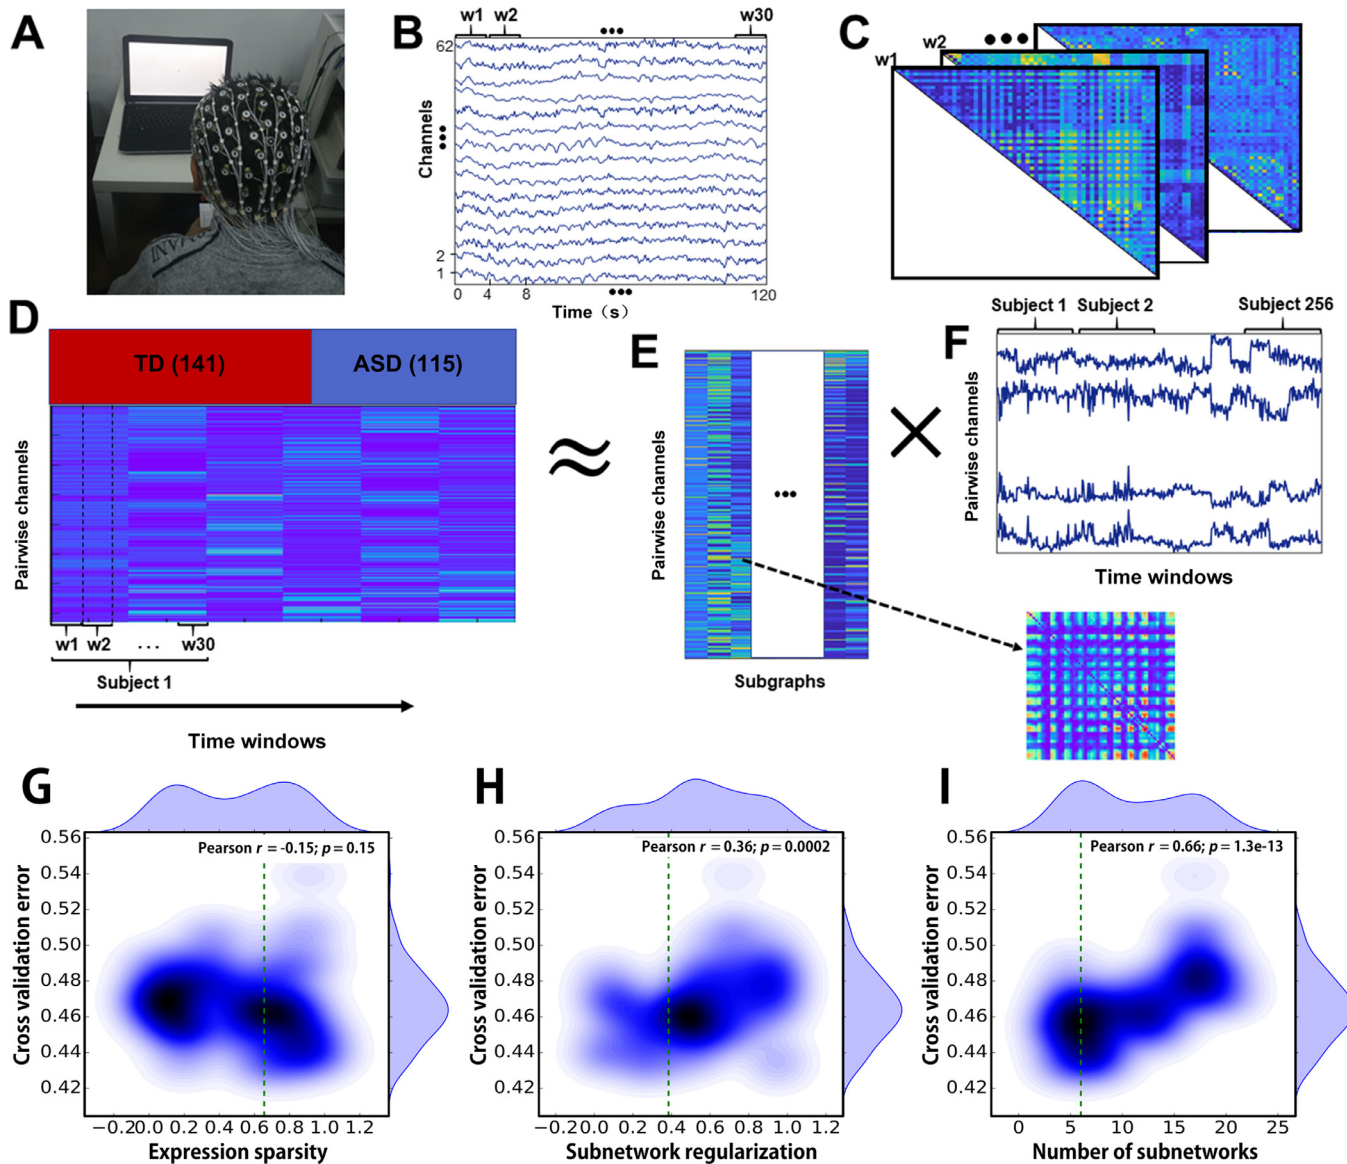 A
B
w1 w2 ••• w30
62
Channels
2
1
0 4 8 ••• 120
Time (s)
C
w1
w2
•••
D
TD (141) ASD (115)
Pairwise channels
w1 w2 ... w30
Subject 1
Time windows
≈
E
Pairwise channels
•••
Subgraphs
×
F
Subject 1 Subject 2 Subject 256
Pairwise channels
Time windows
G
Pearson r = -0.15; p = 0.15
Cross validation error
0.56
0.54
0.52
0.50
0.48
0.46
0.44
0.42
−0.2 0.0 0.2 0.4 0.6 0.8 1.0 1.2
Expression sparsity
H
Pearson r = 0.36; p = 0.0002
Cross validation error
0.56
0.54
0.52
0.50
0.48
0.46
0.44
0.42
−0.2 0.0 0.2 0.4 0.6 0.8 1.0 1.2
Subnetwork regularization
I
Pearson r = 0.66; p = 1.3e-13
Cross validation error
0.56
0.54
0.52
0.50
0.48
0.46
0.44
0.42
0 5 10 15 20 25
Number of subnetworks